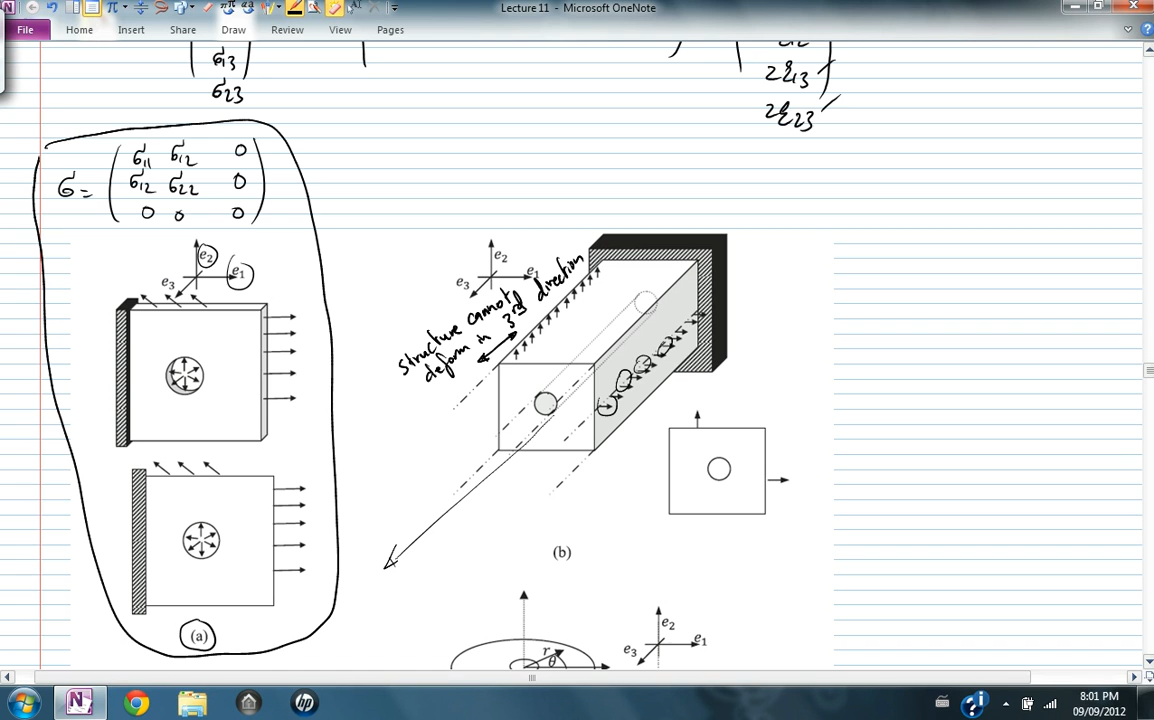 Lecture 11 - Microsoft OneNote
File Home Insert Share Draw Review View Pages
σ13
σ23
2ε13
2ε23
σ = ( σ11 σ12 0
σ12 σ22 0
0 0 0 )
e2
e1
e3
e2
e1
e3
structure cannot
deform in 3rd direction
(b)
(a)
r
θ
e2
e1
e3
8:01 PM
09/09/2012